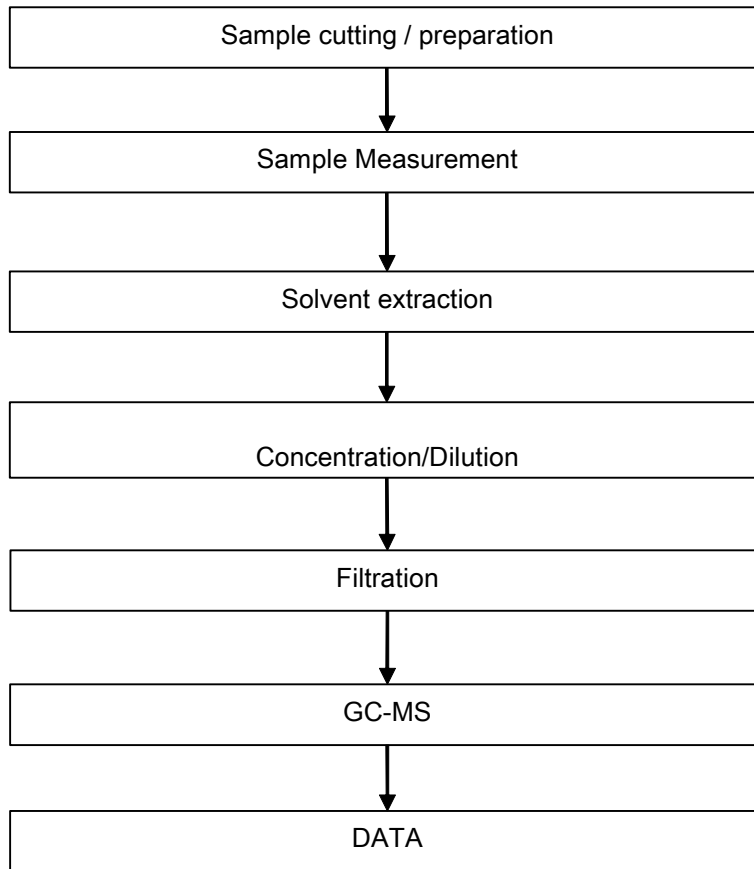 Sample cutting / preparation
Sample Measurement
Solvent extraction
Concentration/Dilution
Filtration
GC-MS
DATA